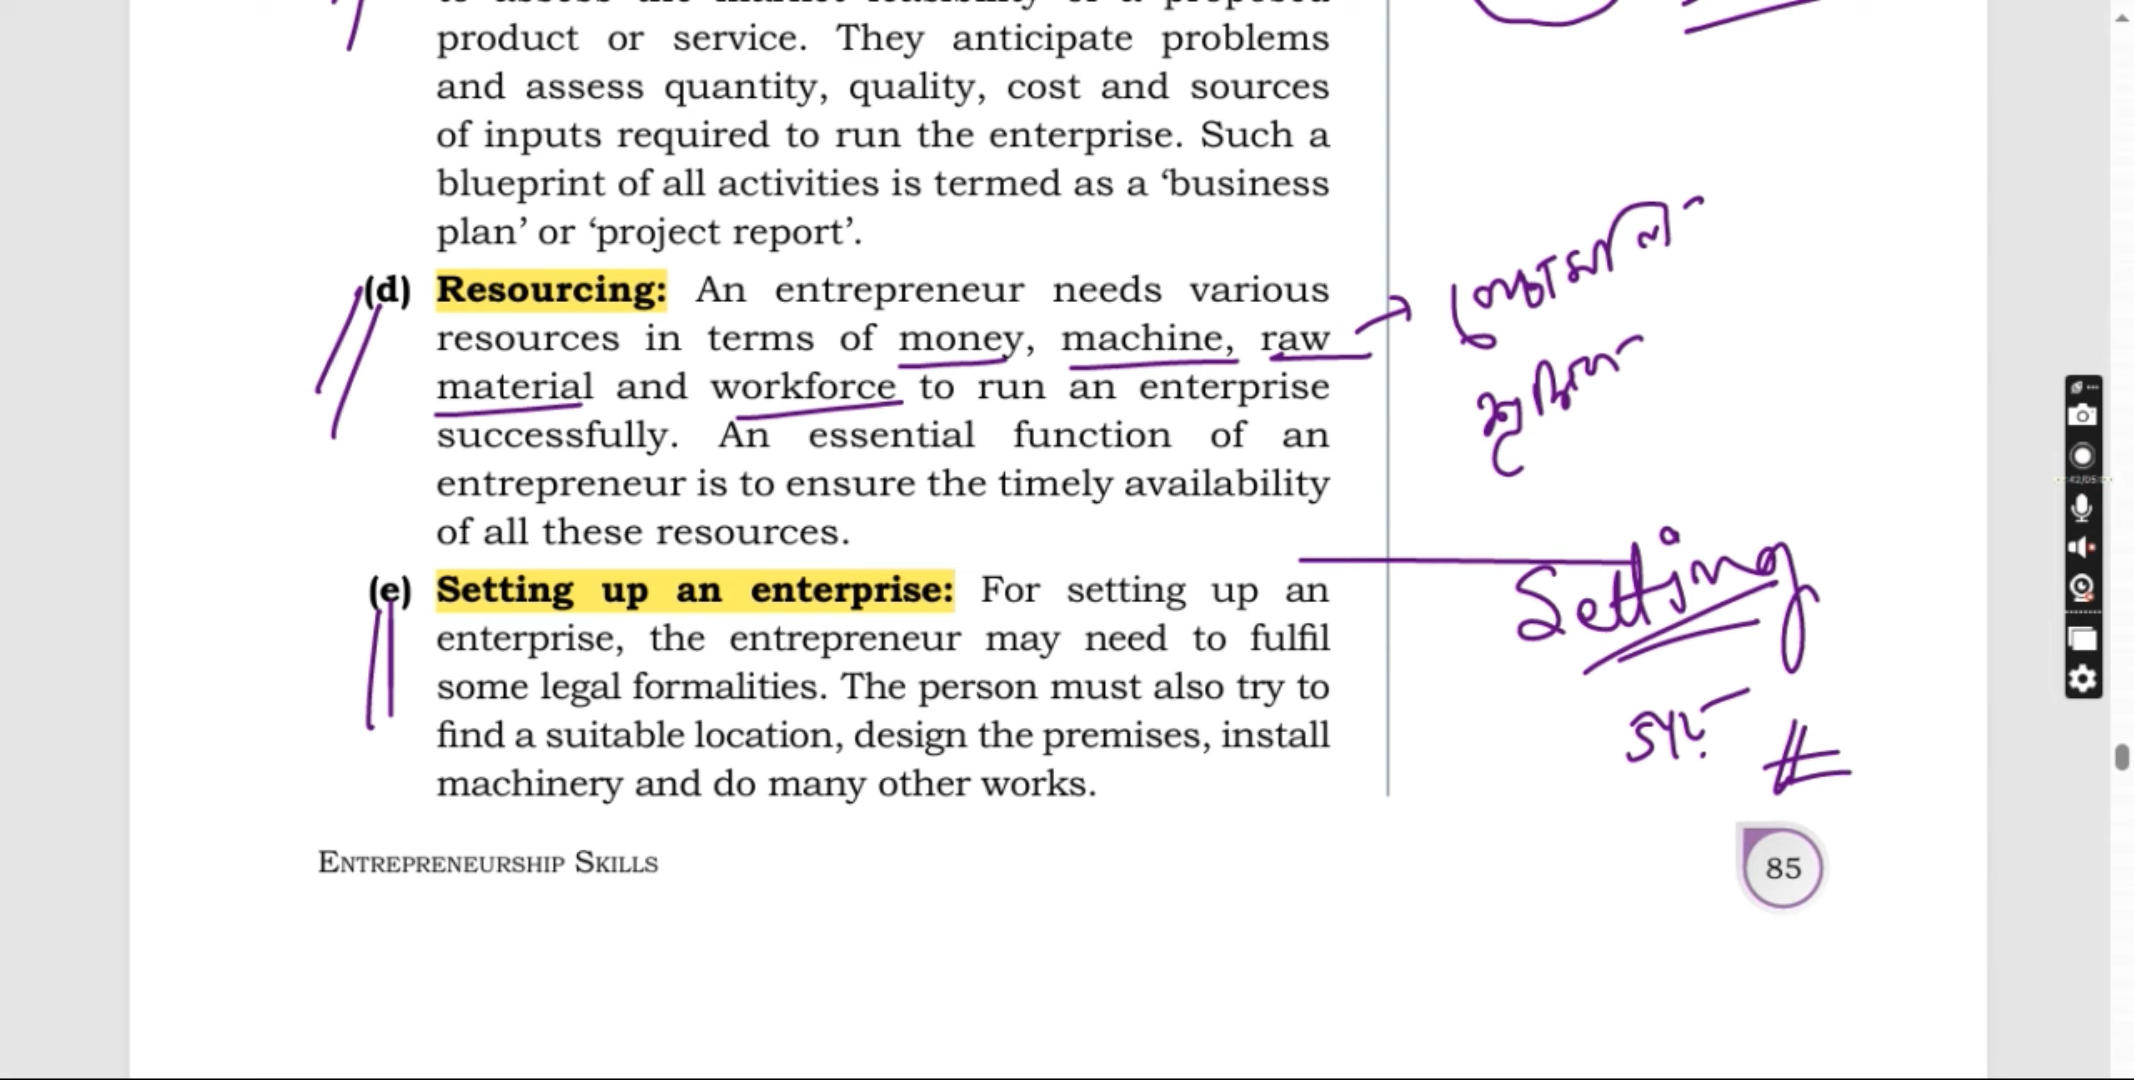 product or service. They anticipate problems
and assess quantity, quality, cost and sources
of inputs required to run the enterprise. Such a
blueprint of all activities is termed as a ‘business
plan’ or ‘project report’.
(d) Resourcing: An entrepreneur needs various
resources in terms of money, machine, raw
material and workforce to run an enterprise
successfully. An essential function of an
entrepreneur is to ensure the timely availability
of all these resources.
(e) Setting up an enterprise: For setting up an
enterprise, the entrepreneur may need to fulfil
some legal formalities. The person must also try to
find a suitable location, design the premises, install
machinery and do many other works.
Setting
ENTREPRENEURSHIP SKILLS
85